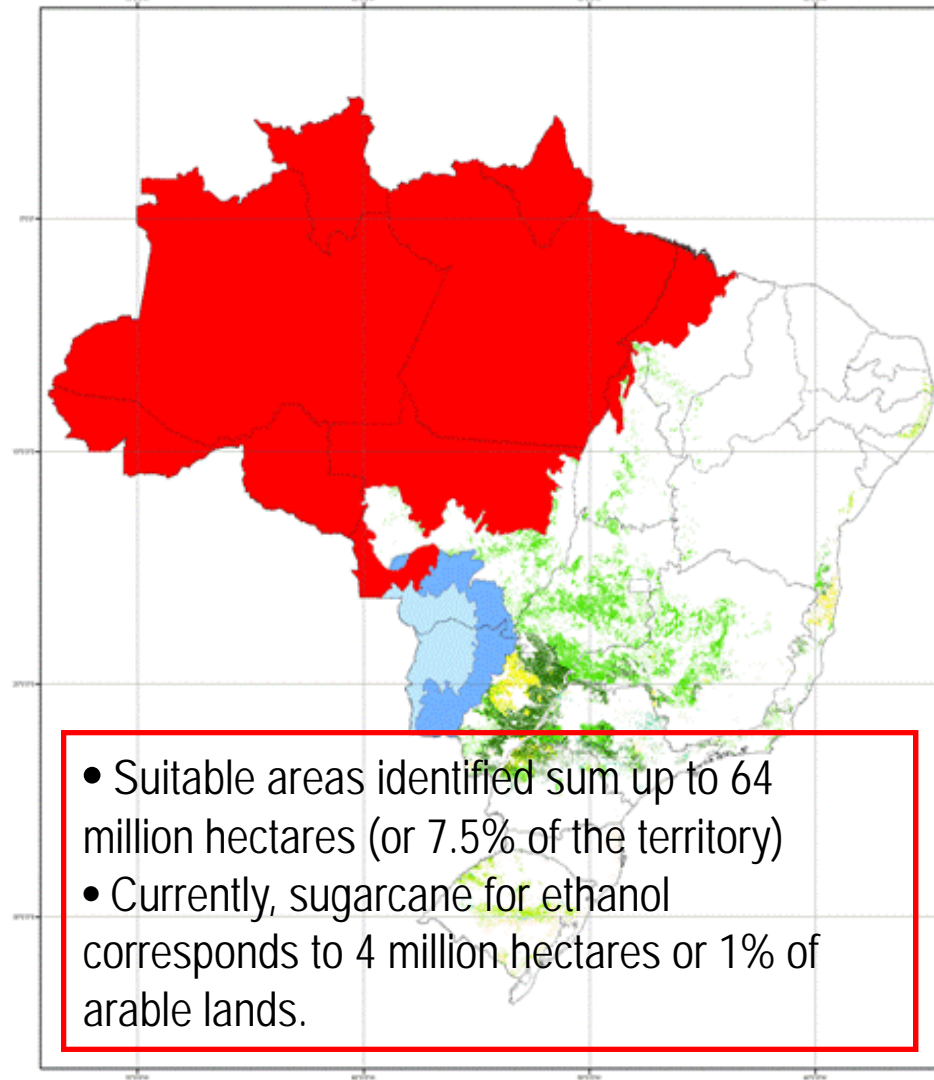 • Suitable areas identified sum up to 64
million hectares (or 7.5% of the territory)
• Currently, sugarcane for ethanol
corresponds to 4 million hectares or 1% of
arable lands.